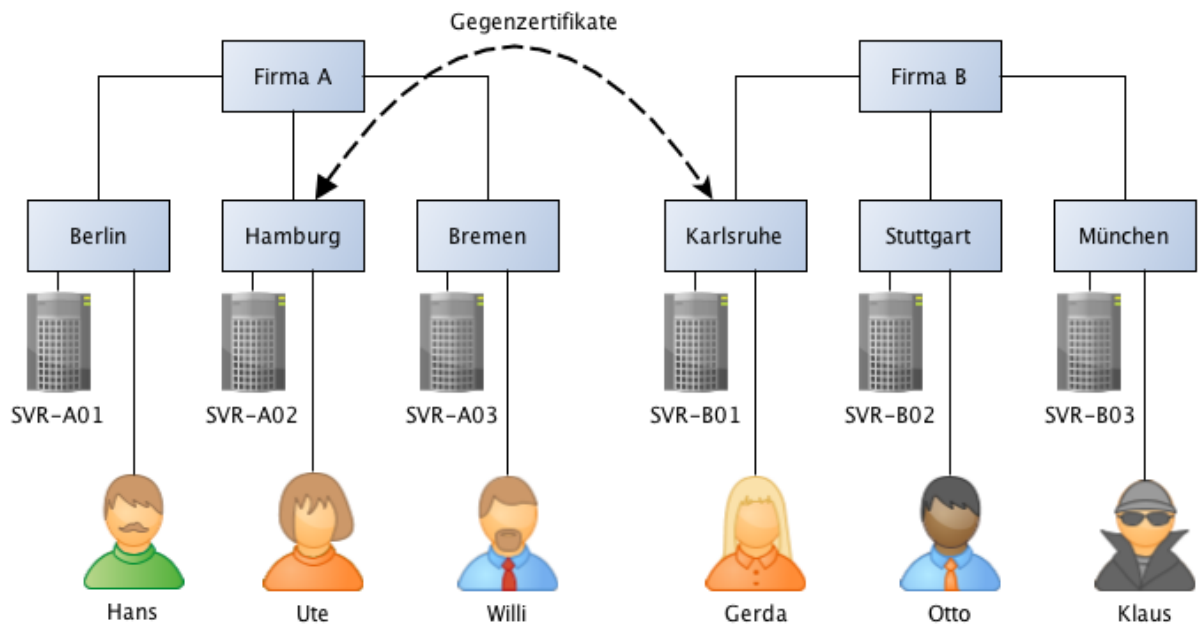 Gegenzertifikate
Firma A
Firma B
Berlin
Hamburg
Bremen
Karlsruhe
Stuttgart
München
SVR-A01
SVR-A02
SVR-A03
SVR-B01
SVR-B02
SVR-B03
Hans
Ute
Willi
Gerda
Otto
Klaus